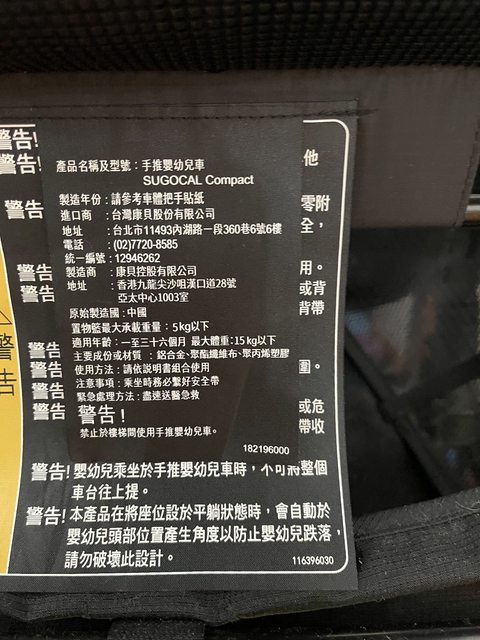 警告!
警告!
警告
警告
警告
警告
警告
警告
警告
警告
產品名稱及型號：手推嬰幼兒車
SUGOCAL Compact
製造年份：請參考車體把手貼紙
進口商：台灣康貝股份有限公司
地址：台北市11493內湖路一段360巷6號6樓
電話：(02)7720-8585
統一編號：12946262
製造商：康貝控股有限公司
地址：香港九龍尖沙咀漢口道28號
亞太中心1003室
原始製造國：中國
置物籃最大承載重量：5kg以下
適用年齡：一至三十六個月 最大體重：15kg以下
主要成份或材質：鋁合金、聚酯纖維布、聚丙烯塑膠
使用方法：請依說明書組合使用
注意事項：乘坐時務必繫好安全帶
緊急處理方法：盡速送醫急救
警告！
禁止於樓梯間使用手推嬰幼兒車。
182196000
他
零附
全，
用。
或背
背帶
圍。
或危
帶收
警告! 嬰幼兒乘坐於手推嬰幼兒車時，不可將整個
車台往上提。
警告! 本產品在將座位設於平躺狀態時，會自動於
嬰幼兒頭部位置產生角度以防止嬰幼兒跌落，
請勿破壞此設計。
116396030